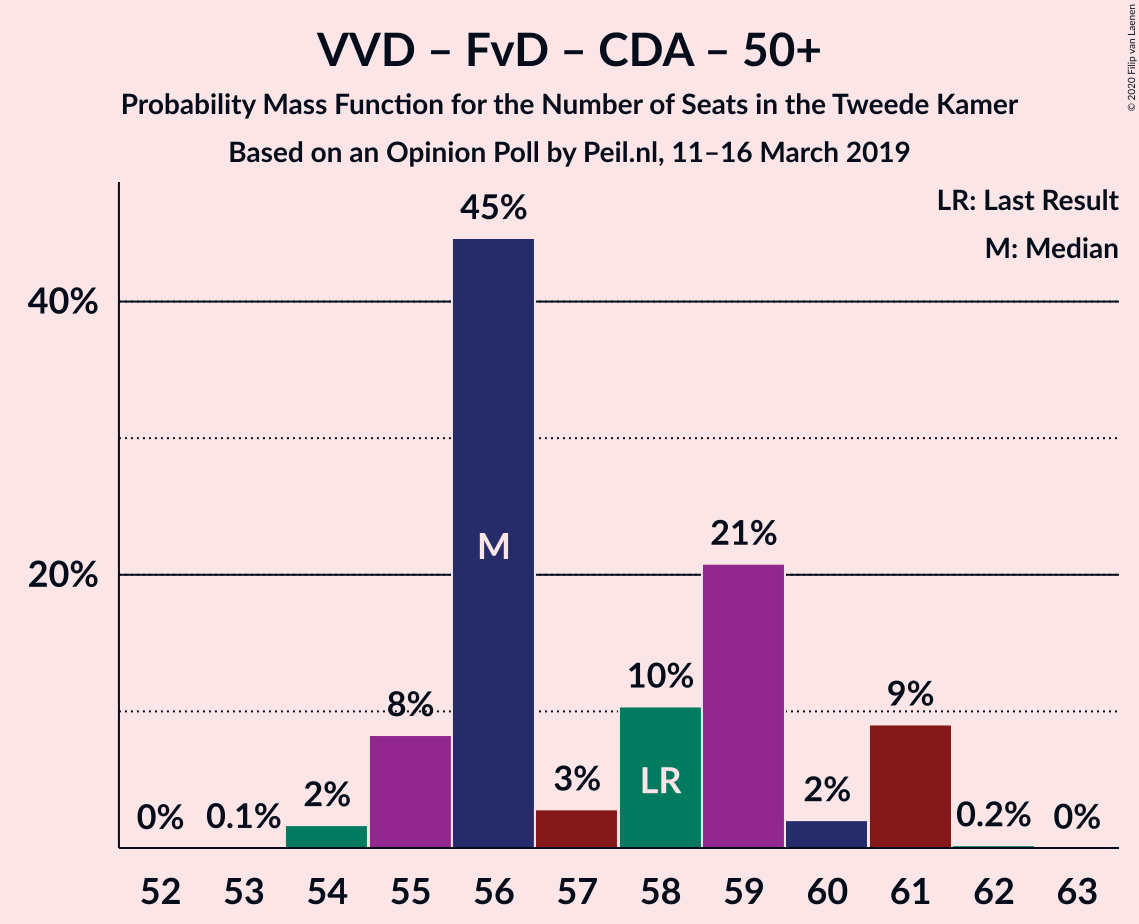 VVD – FvD – CDA – 50+
Probability Mass Function for the Number of Seats in the Tweede Kamer
Based on an Opinion Poll by Peil.nl, 11–16 March 2019
© 2020 Filip van Laenen
LR: Last Result
M: Median
40%
20%
0%
0.1%
2%
8%
45%
M
3%
10%
LR
21%
2%
9%
0.2%
0%
52 53 54 55 56 57 58 59 60 61 62 63